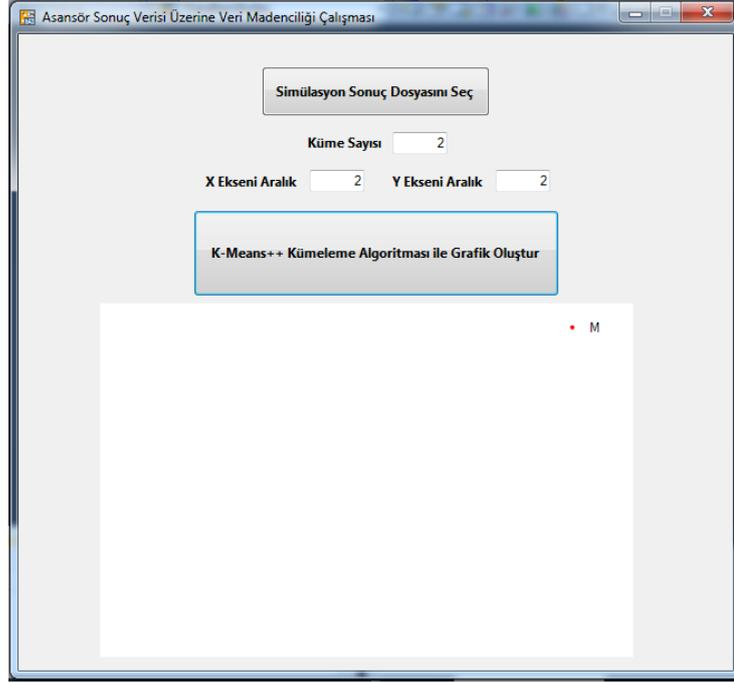 Asansör Sonuç Verisi Üzerine Veri Madenciliği Çalışması
Simülasyon Sonuç Dosyasını Seç
Küme Sayısı 2
X Ekseni Aralık 2 Y Ekseni Aralık 2
K-Means++ Kümeleme Algoritması ile Grafik Oluştur
M